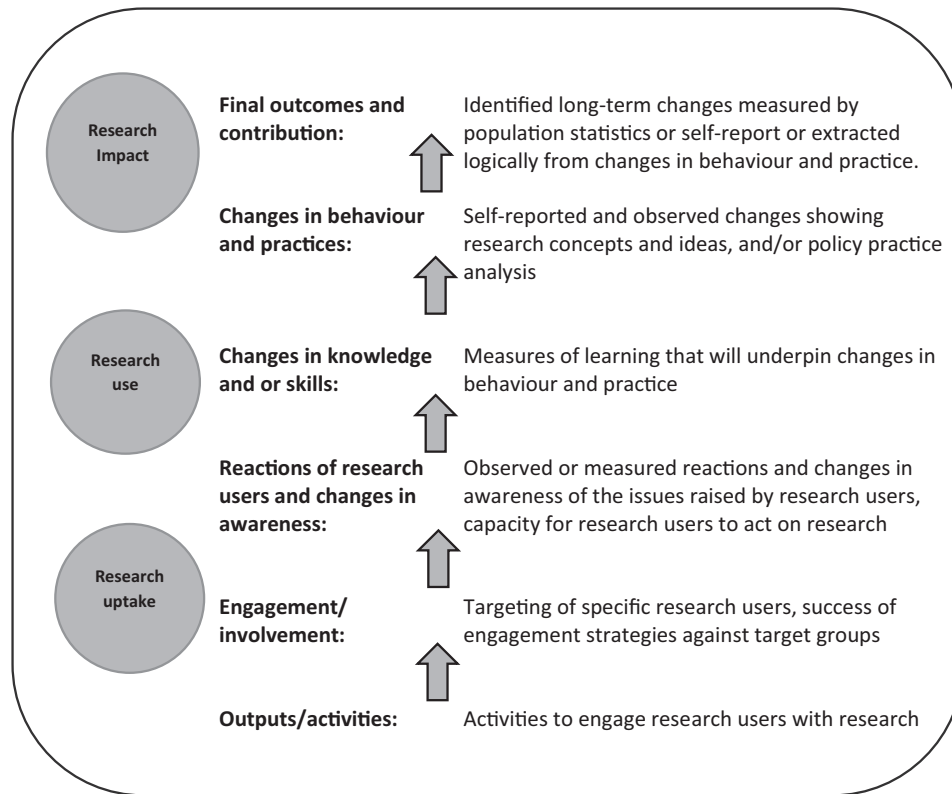 Research
Impact
Final outcomes and
contribution:
Identified long-term changes measured by
population statistics or self-report or extracted
logically from changes in behaviour and practice.
Changes in behaviour
and practices:
Self-reported and observed changes showing
research concepts and ideas, and/or policy practice
analysis
Research
use
Changes in knowledge
and or skills:
Measures of learning that will underpin changes in
behaviour and practice
Reactions of research
users and changes in
awareness:
Observed or measured reactions and changes in
awareness of the issues raised by research users,
capacity for research users to act on research
Research
uptake
Engagement/
involvement:
Targeting of specific research users, success of
engagement strategies against target groups
Outputs/activities:
Activities to engage research users with research